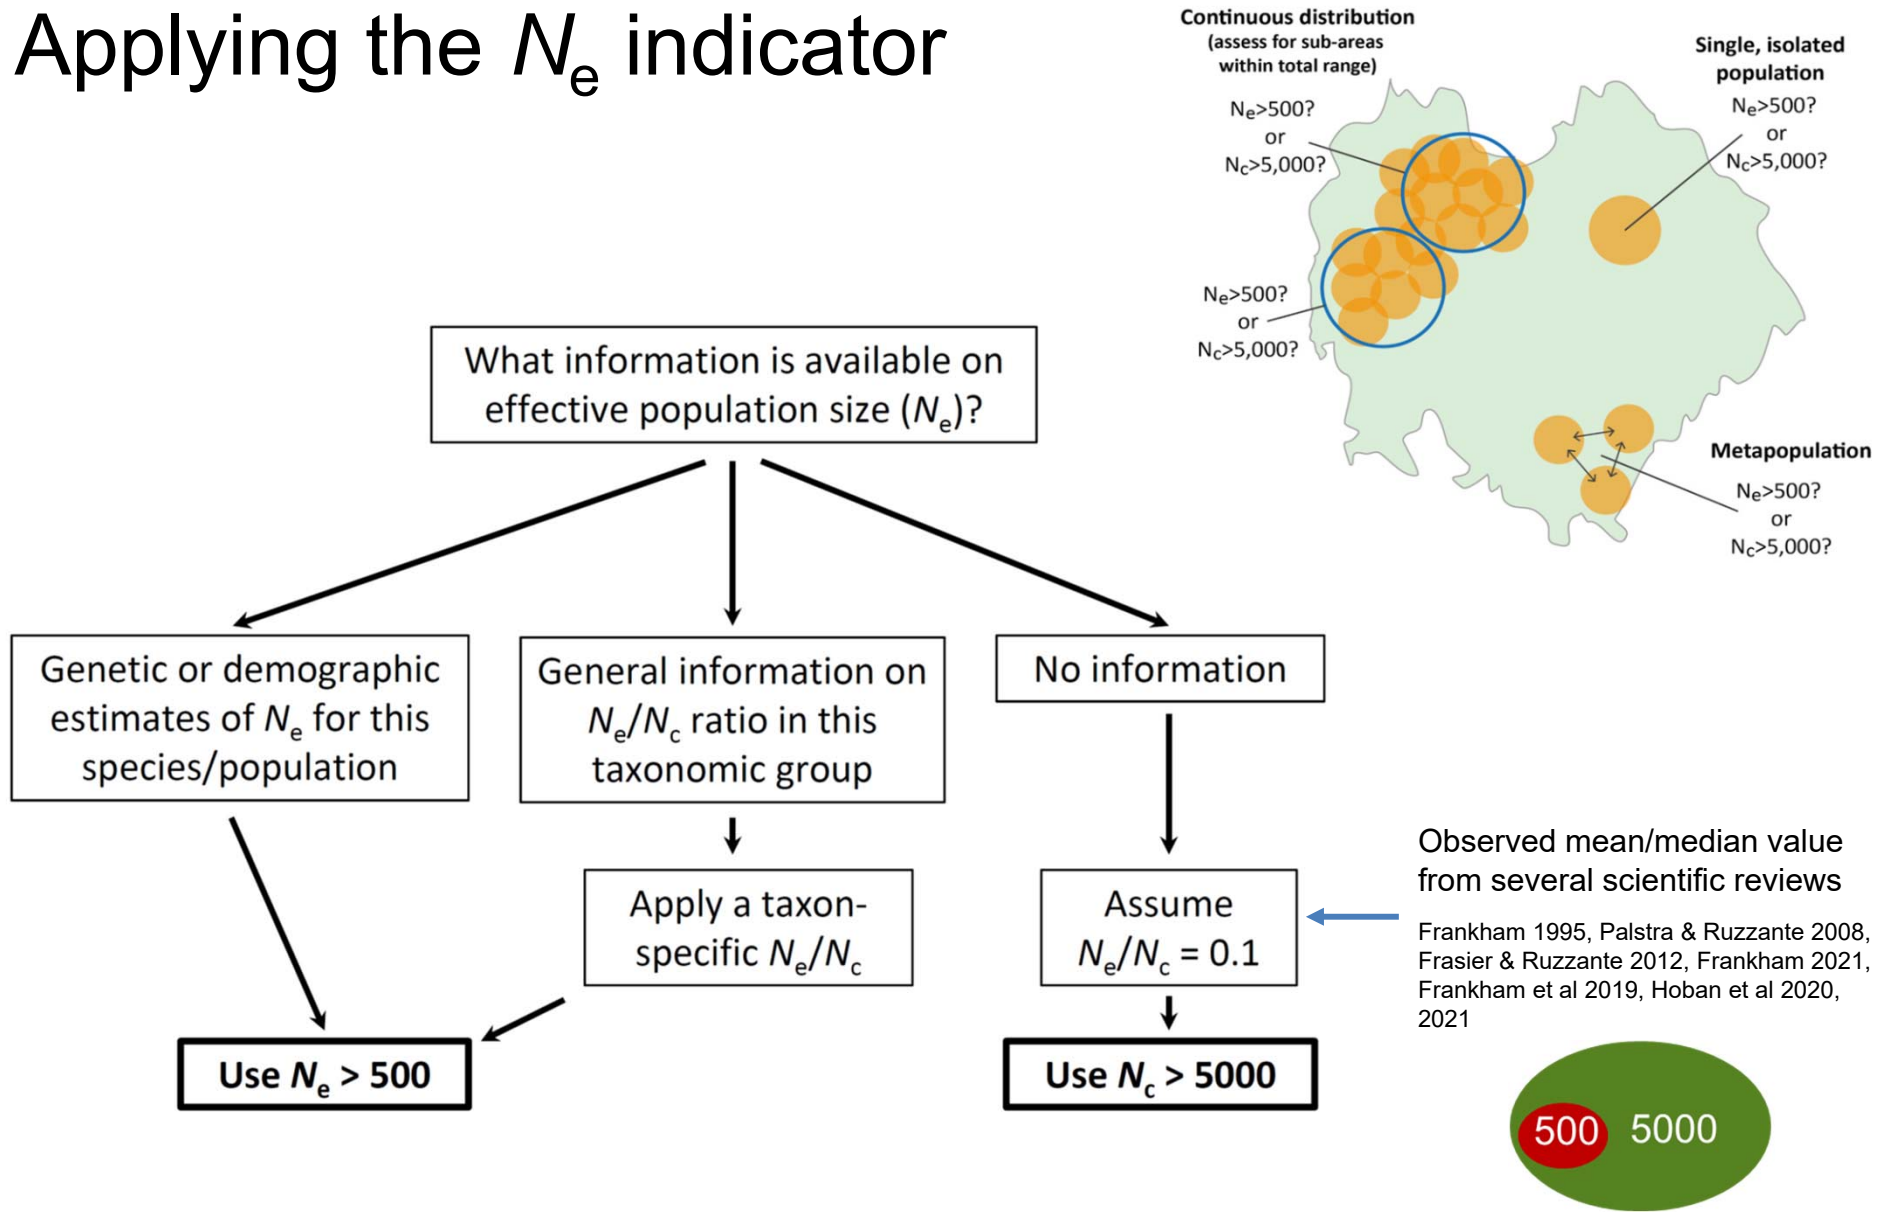 Applying the Ne indicator
Continuous distribution
(assess for sub-areas
within total range)
Ne>500?
or
Nc>5,000?
Single, isolated
population
Ne>500?
or
Nc>5,000?
Ne>500?
or
Nc>5,000?
Metapopulation
Ne>500?
or
Nc>5,000?
What information is available on
effective population size (Ne)?
Genetic or demographic
estimates of Ne for this
species/population
General information on
Ne/Nc ratio in this
taxonomic group
No information
Apply a taxon-
specific Ne/Nc
Assume
Ne/Nc = 0.1
Observed mean/median value
from several scientific reviews
Frankham 1995, Palstra & Ruzzante 2008,
Frasier & Ruzzante 2012, Frankham 2021,
Frankham et al 2019, Hoban et al 2020,
2021
Use Ne > 500
Use Nc > 5000
500 5000